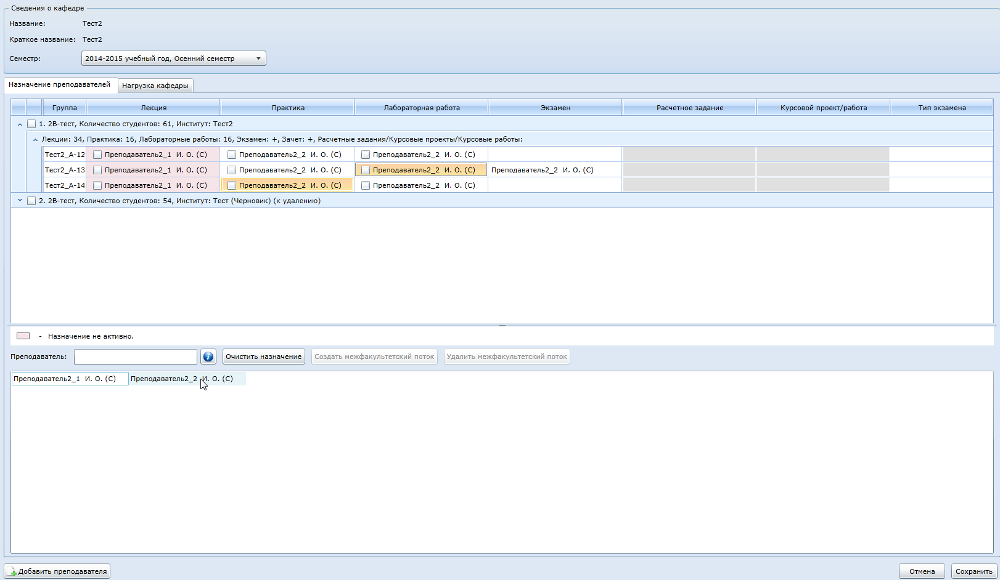 Сведения о кафедре
Название: Тест2
Краткое название: Тест2
Семестр: 2014-2015 учебный год, Осенний семестр
Назначение преподавателей Нагрузка кафедры
Группа Лекция Практика Лабораторная работа Экзамен Расчетное задание Курсовой проект/работа Тип экзамена
1. 2В-тест, Количество студентов: 61, Институт: Тест2
Лекции: 34, Практика: 16, Лабораторные работы: 16, Экзамен: +, Зачет: +, Расчетные задания/Курсовые проекты/Курсовые работы:
Тест2_А-12 Преподаватель2_1 И. О. (С) Преподаватель2_2 И. О. (С) Преподаватель2_2 И. О. (С)
Тест2_А-13 Преподаватель2_1 И. О. (С) Преподаватель2_2 И. О. (С) Преподаватель2_2 И. О. (С) Преподаватель2_2 И. О. (С)
Тест2_А-14 Преподаватель2_1 И. О. (С) Преподаватель2_2 И. О. (С) Преподаватель2_2 И. О. (С)
2. 2В-тест, Количество студентов: 54, Институт: Тест (Черновик) (к удалению)
- Назначение не активно.
Преподаватель: Очистить назначение Создать межфакультетский поток Удалить межфакультетский поток
Преподаватель2_1 И. О. (С) Преподаватель2_2 И. О. (С)
Добавить преподавателя Отмена Сохранить